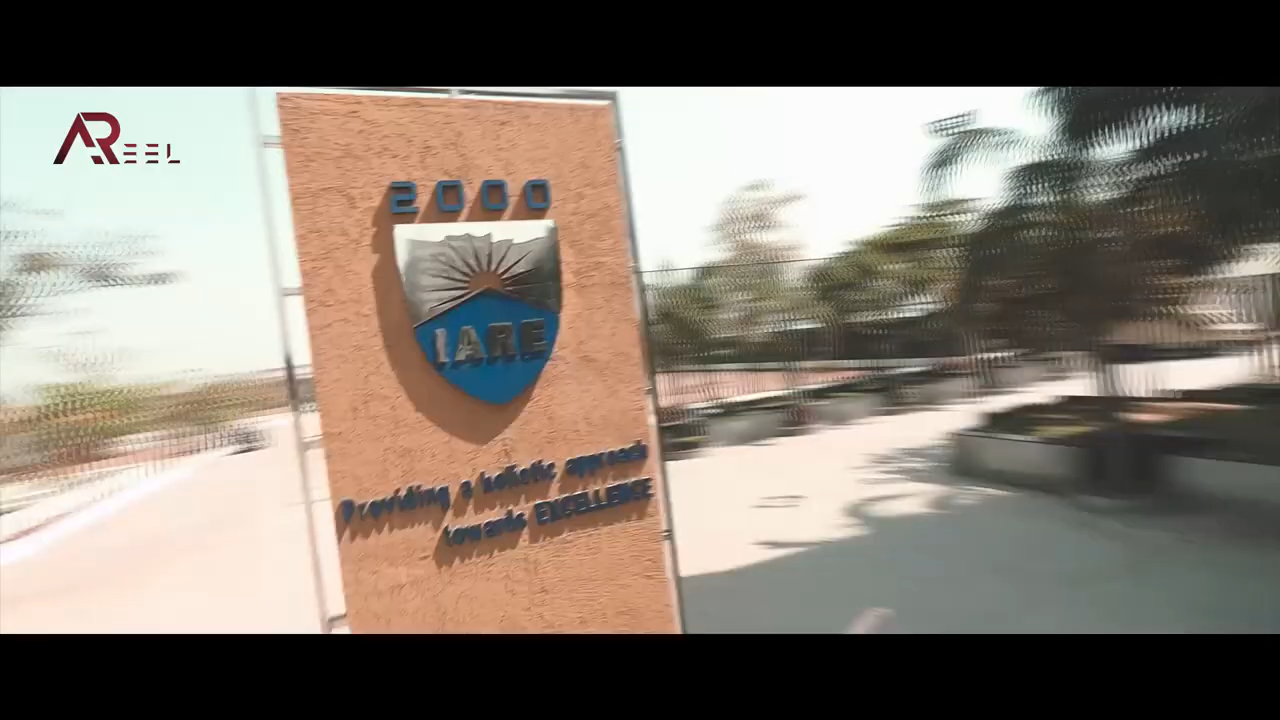 AREEL
2000
IARE
Providing a holistic approach
towards EXCELLENCE